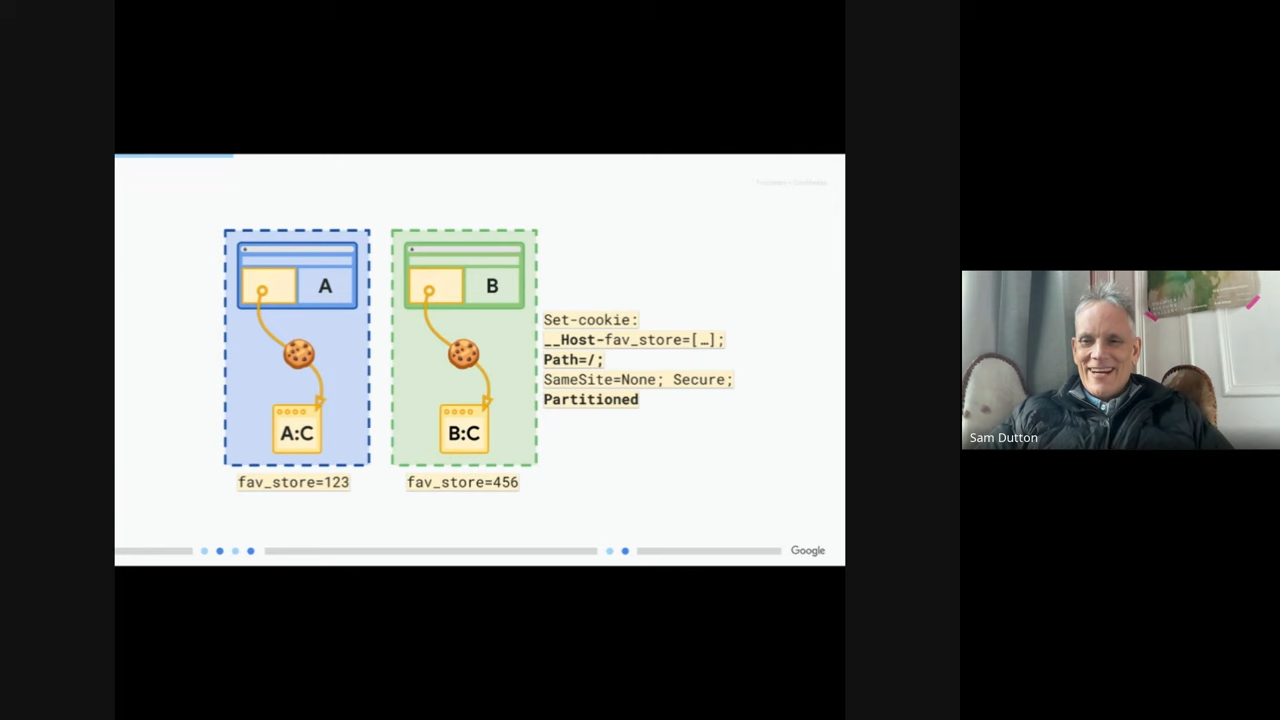 A
B
Set-cookie:
__Host-fav_store=[…];
Path=/;
SameSite=None; Secure;
Partitioned
A:C
B:C
fav_store=123
fav_store=456
Google
Sam Dutton